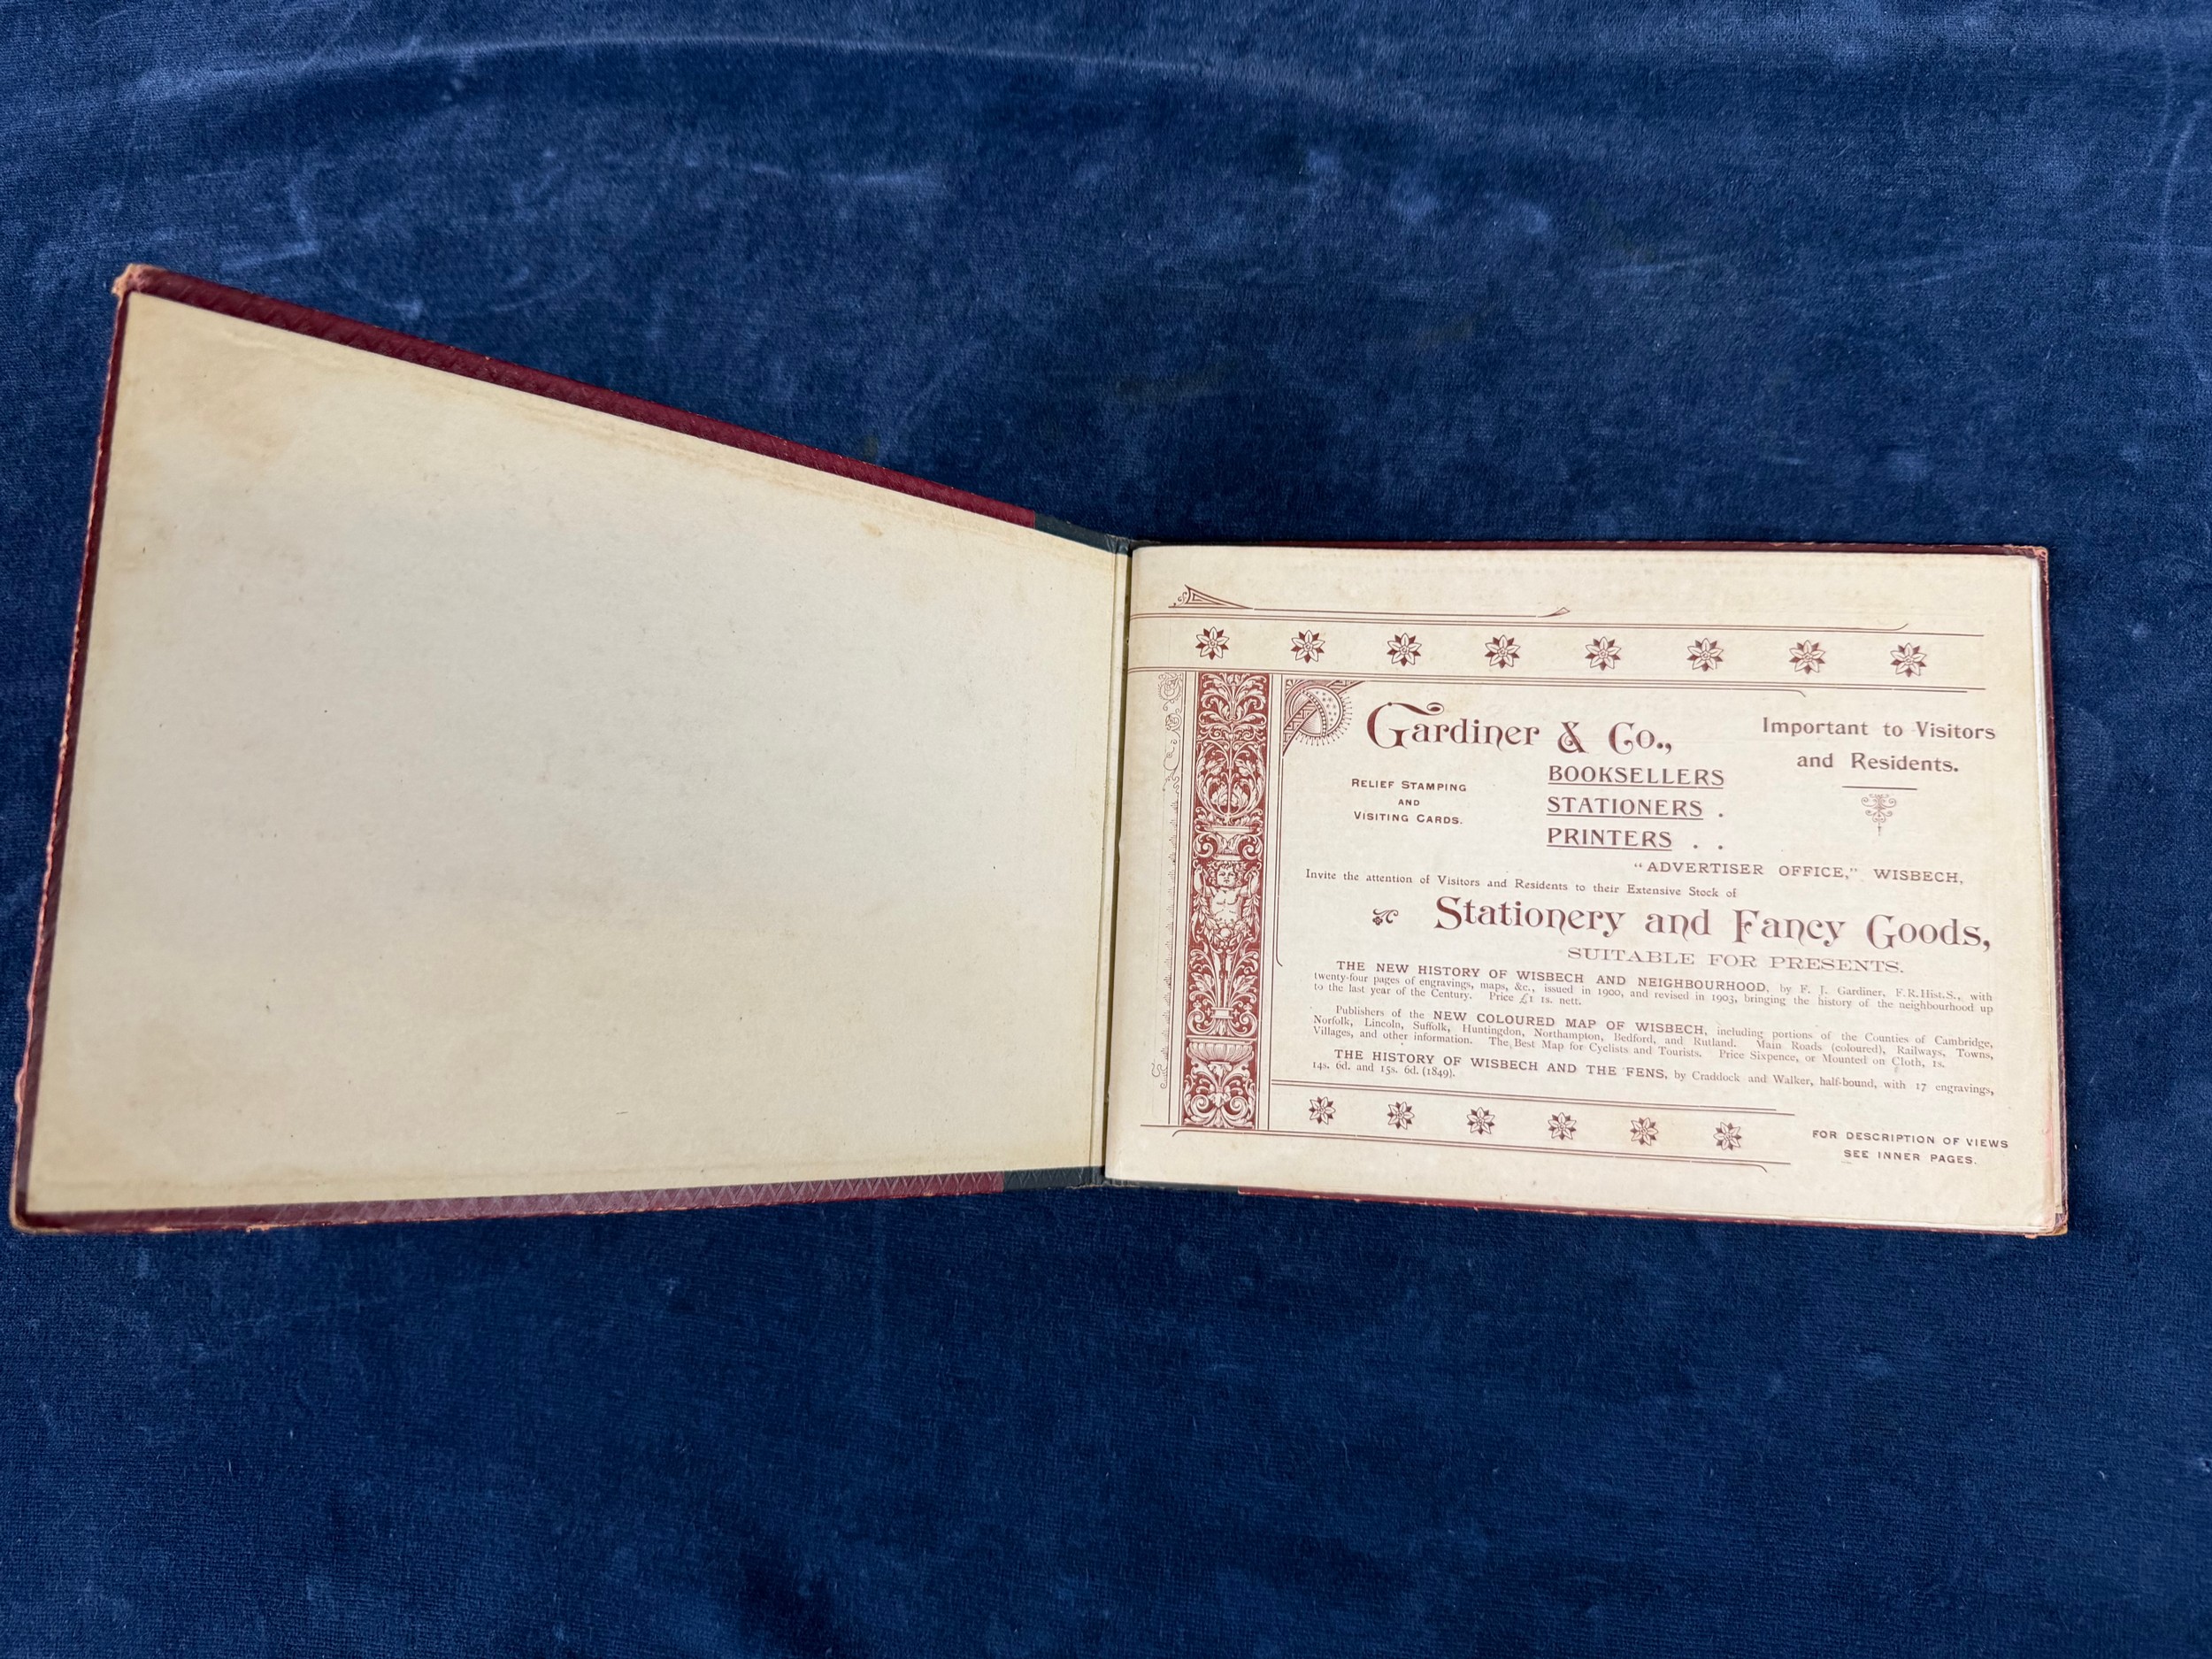 Gardiner & Co.,
Important to Visitors
and Residents.
RELIEF STAMPING
AND
VISITING CARDS.
BOOKSELLERS
STATIONERS .
PRINTERS . .
"ADVERTISER OFFICE," WISBECH,
Invite the attention of Visitors and Residents to their Extensive Stock of
Stationery and Fancy Goods,
SUITABLE FOR PRESENTS.
THE NEW HISTORY OF WISBECH AND NEIGHBOURHOOD, by F. J. Gardiner, F.R.Hist.S., with
twenty-four pages of engravings, maps, &c., issued in 1900, and revised in 1903, bringing the history of the neighbourhood up
to the last year of the Century. Price £1 1s. nett.
Publishers of the NEW COLOURED MAP OF WISBECH, including portions of the Counties of Cambridge,
Norfolk, Lincoln, Suffolk, Huntingdon, Northampton, Bedford, and Rutland. Main Roads (coloured), Railways, Towns,
Villages, and other information. The Best Map for Cyclists and Tourists. Price Sixpence, or Mounted on Cloth, 1s.
THE HISTORY OF WISBECH AND THE FENS, by Craddock and Walker, half-bound, with 17 engravings,
14s. 6d. and 15s. 6d. (1849).
FOR DESCRIPTION OF VIEWS
SEE INNER PAGES.